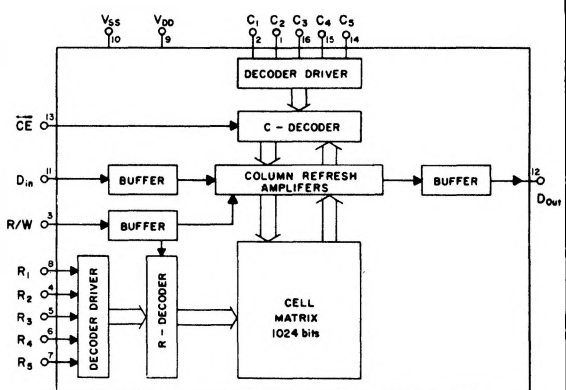 VSS VDD C1 C2 C3 C4 C5
10 9 2 1 16 15 14
DECODER DRIVER
13
CE
C - DECODER
11 12
Din BUFFER COLUMN REFRESH AMPLIFERS BUFFER DOut
3
R/W BUFFER
8
R1
4
R2
5
R3
6
R4
7
R5
DECODER DRIVER
R - DECODER
CELL
MATRIX
1024 bits